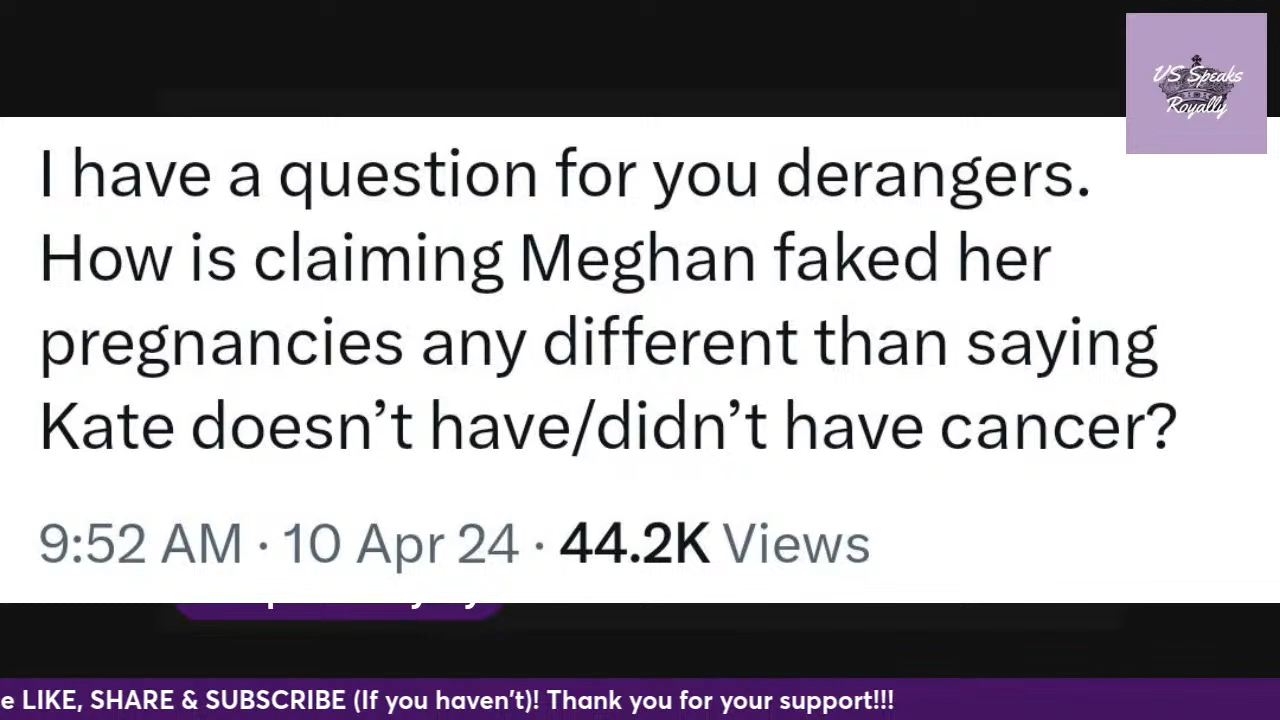 US Speaks
Royally
I have a question for you derangers.
How is claiming Meghan faked her
pregnancies any different than saying
Kate doesn’t have/didn’t have cancer?
9:52 AM · 10 Apr 24 · 44.2K Views
e LIKE, SHARE & SUBSCRIBE (If you haven't)! Thank you for your support!!!